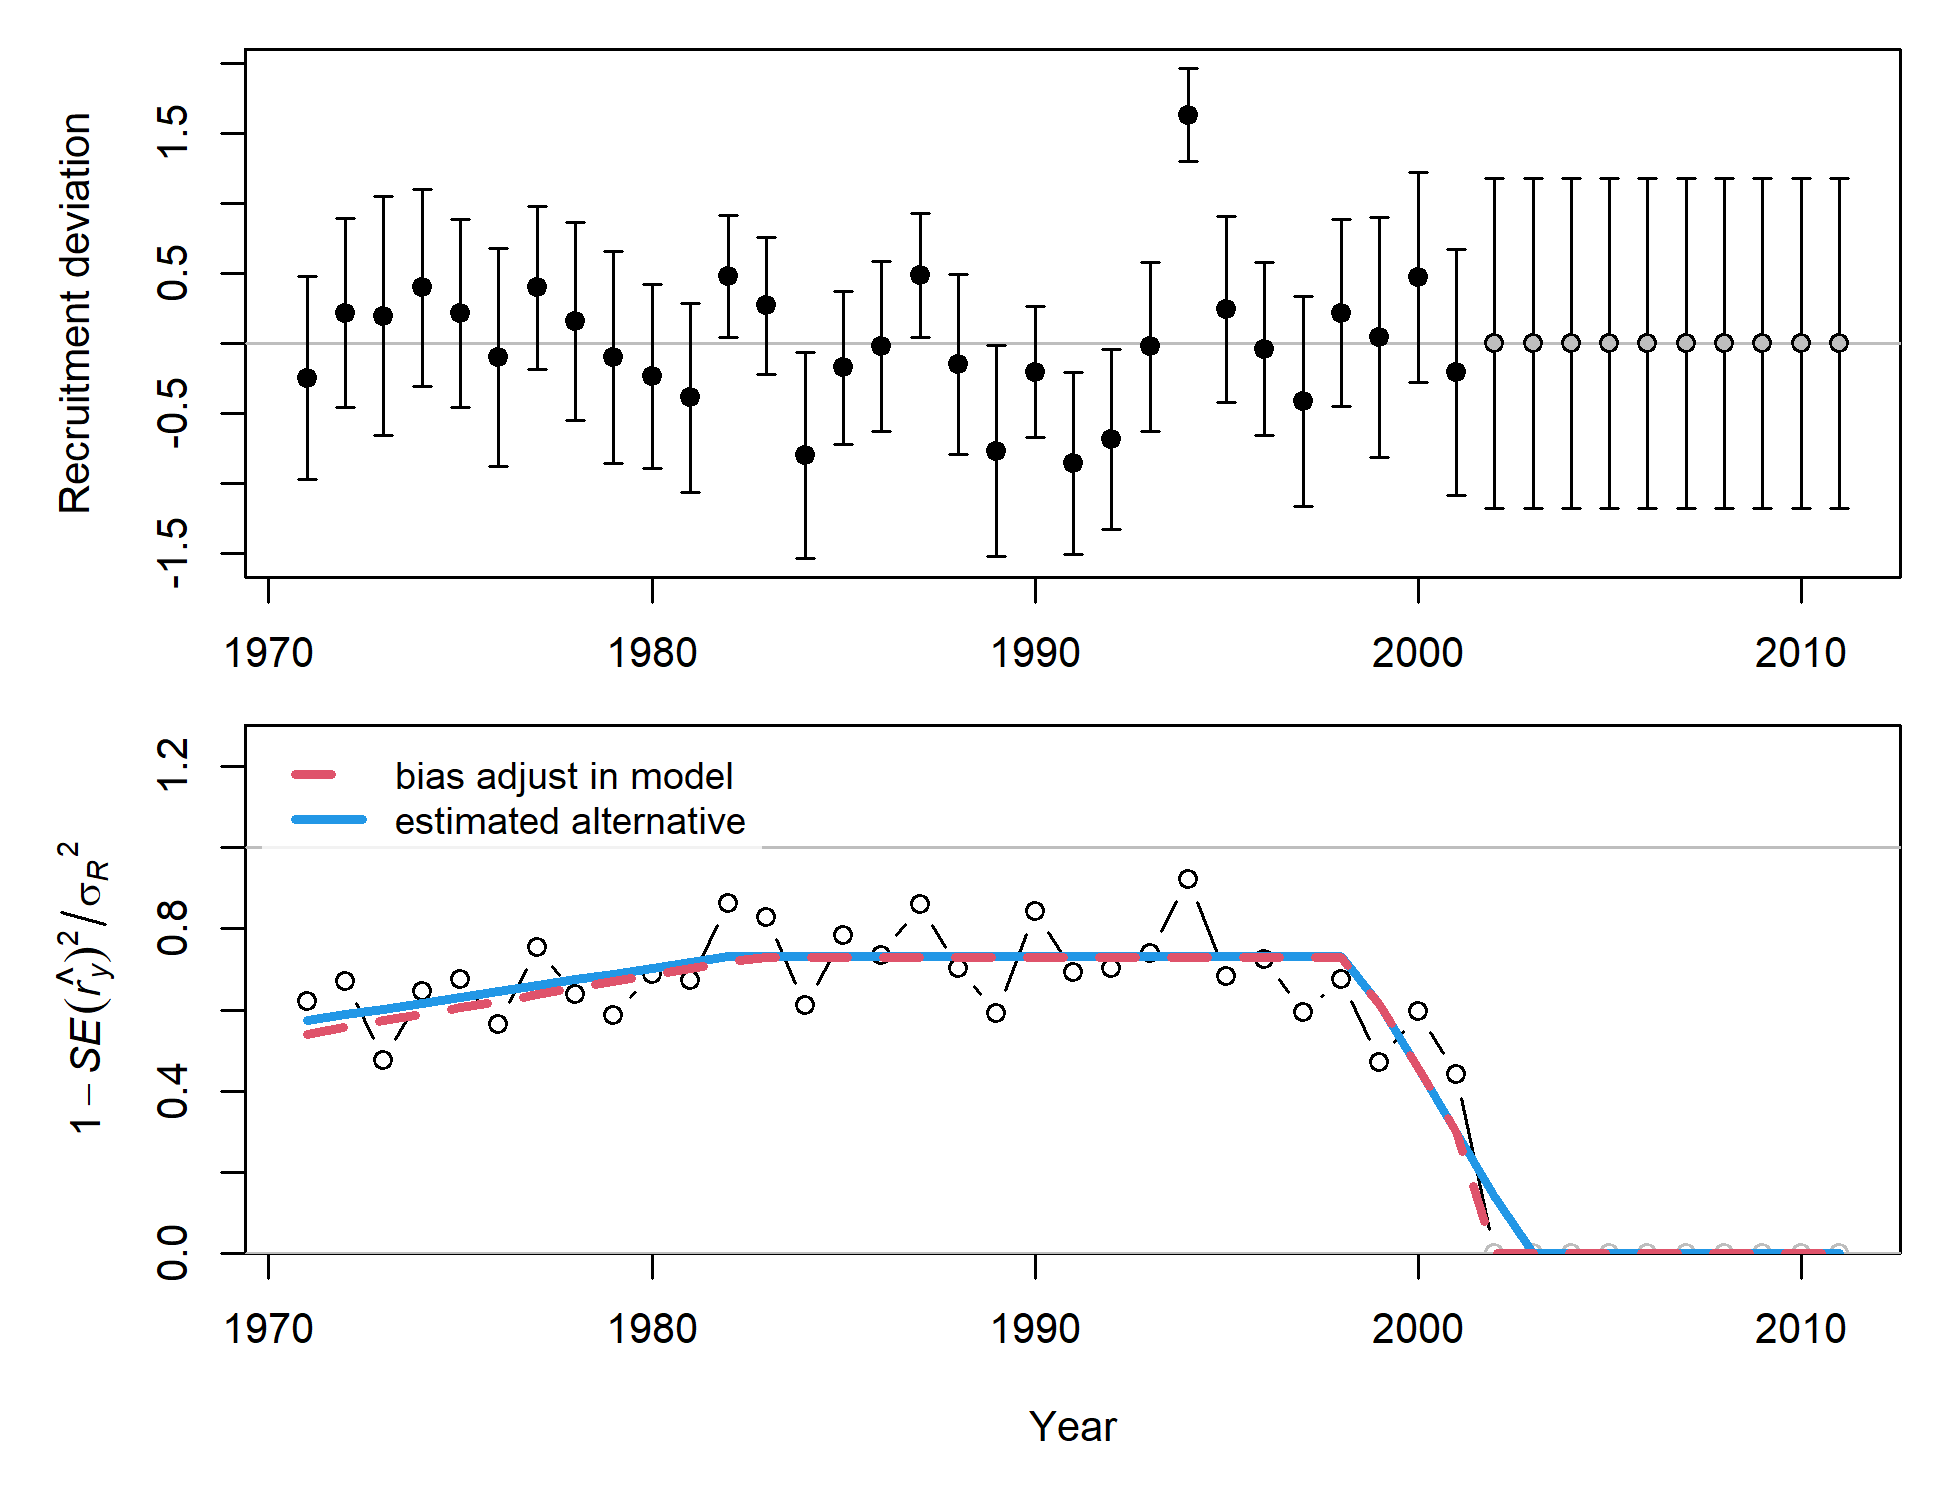 Recruitment deviation
1.5
0.5
-0.5
-1.5
1970 1980 1990 2000 2010
bias adjust in model
estimated alternative
1 − SE(r̂y)² / σR²
1.2
0.8
0.4
0.0
1970 1980 1990 2000 2010
Year